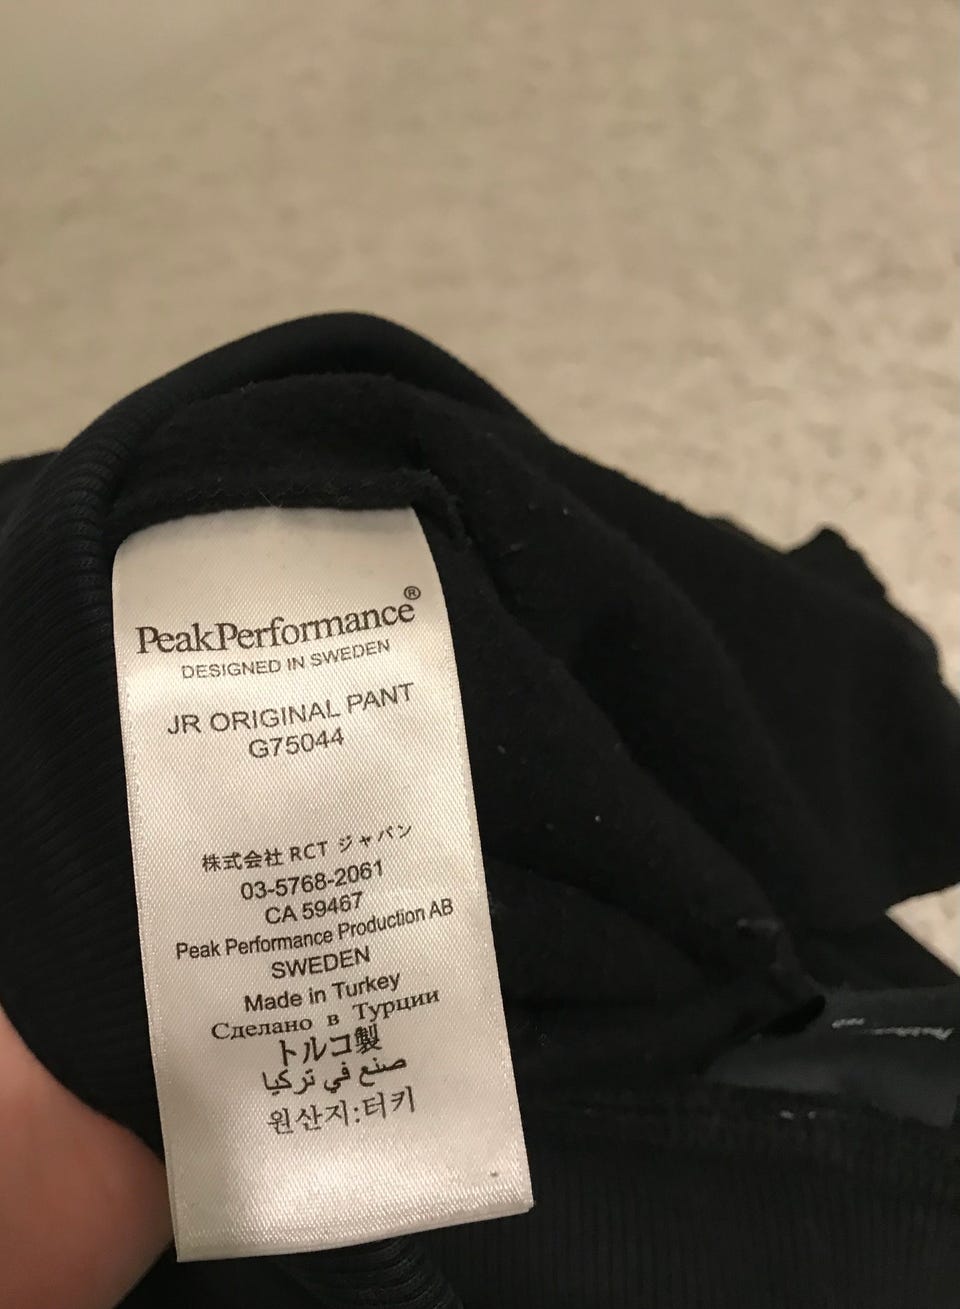 PeakPerformance®
DESIGNED IN SWEDEN
JR ORIGINAL PANT
G75044
株式会社 RCT ジャパン
03-5768-2061
CA 59467
Peak Performance Production AB
SWEDEN
Made in Turkey
Сделано в Турции
トルコ製
صنع في تركيا
원산지:터키